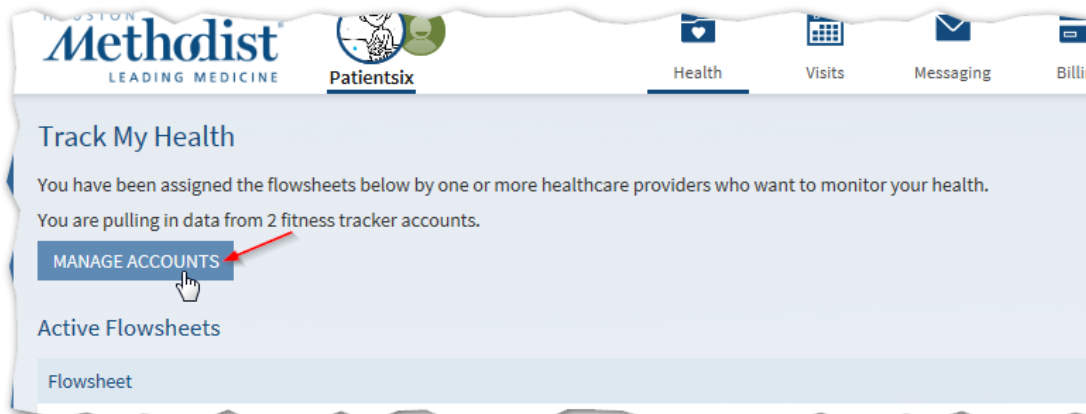 Methodist
LEADING MEDICINE
Patientsix
Health
Visits
Messaging
Track My Health
You have been assigned the flowsheets below by one or more healthcare providers who want to monitor your health.
You are pulling in data from 2 fitness tracker accounts.
MANAGE ACCOUNTS
Active Flowsheets
Flowsheet